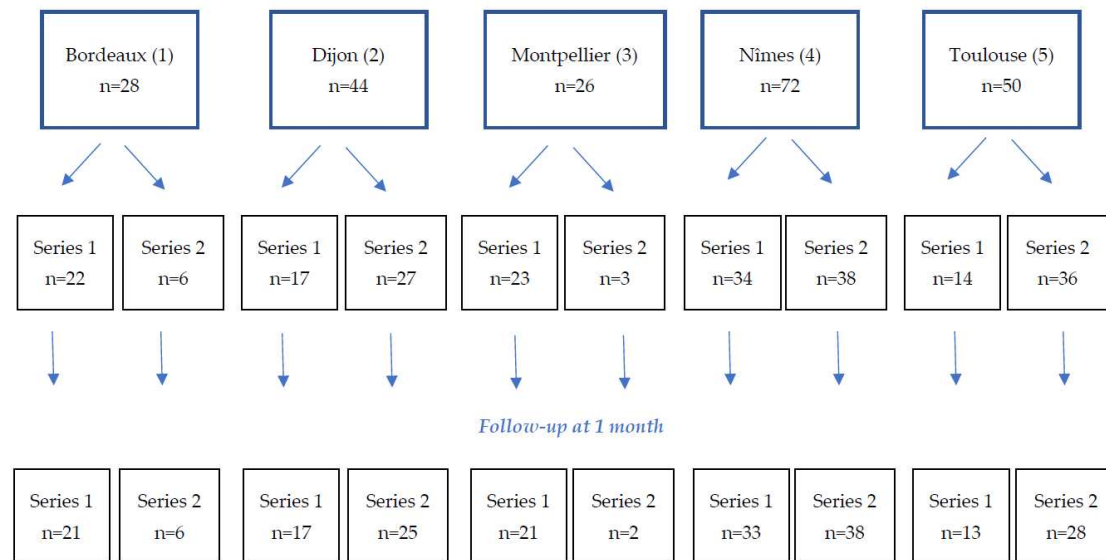 Bordeaux (1)
n=28
Dijon (2)
n=44
Montpellier (3)
n=26
Nîmes (4)
n=72
Toulouse (5)
n=50
Series 1
n=22
Series 2
n=6
Series 1
n=17
Series 2
n=27
Series 1
n=23
Series 2
n=3
Series 1
n=34
Series 2
n=38
Series 1
n=14
Series 2
n=36
Follow-up at 1 month
Series 1
n=21
Series 2
n=6
Series 1
n=17
Series 2
n=25
Series 1
n=21
Series 2
n=2
Series 1
n=33
Series 2
n=38
Series 1
n=13
Series 2
n=28